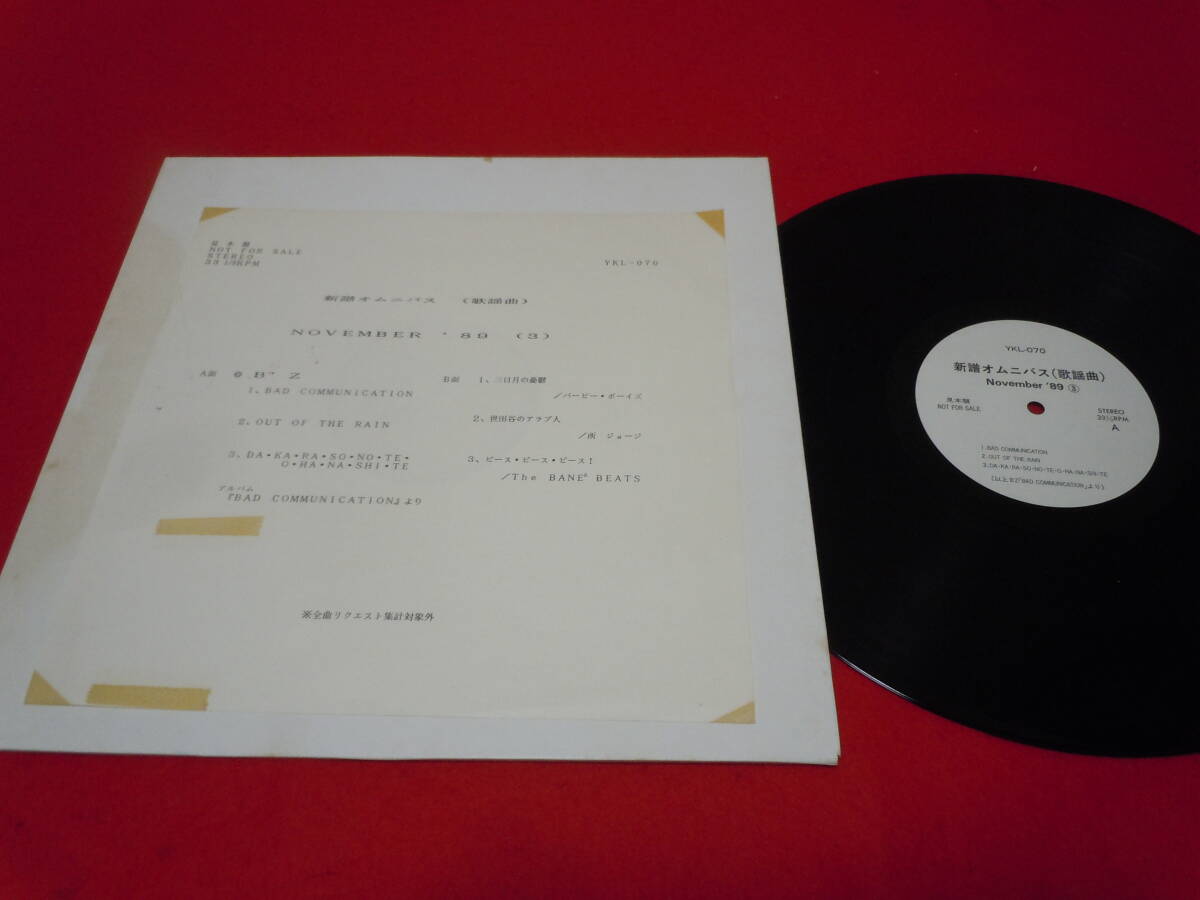 見本盤
NOT FOR SALE
STEREO
33 1/3RPM
YKL-070
新譜オムニバス (歌謡曲)
NOVEMBER '89 (3)
A面 ◎ B'Z
1、BAD COMMUNICATION
2、OUT OF THE RAIN
3、DA・KA・RA・SO・NO・TE・
O・HA・NA・SHI・TE
アルバム
『BAD COMMUNICATION』より
B面 1、三日月の憂鬱
/バービー・ボーイズ
2、世田谷のアラブ人
/所 ジョージ
3、ピース・ピース・ピース!
/The BANE² BEATS
※全曲リクエスト集計対象外
YKL-070
新譜オムニバス(歌謡曲)
November '89 ③
見本盤
NOT FOR SALE
STEREO
33⅓RPM
A
1.BAD COMMUNICATION
2.OUT OF THE RAIN
3.DA-KA-RA-SO-NO-TE-O-HA-NA-SHI-TE
(以上 B'Z「BAD COMMUNICATION」より)